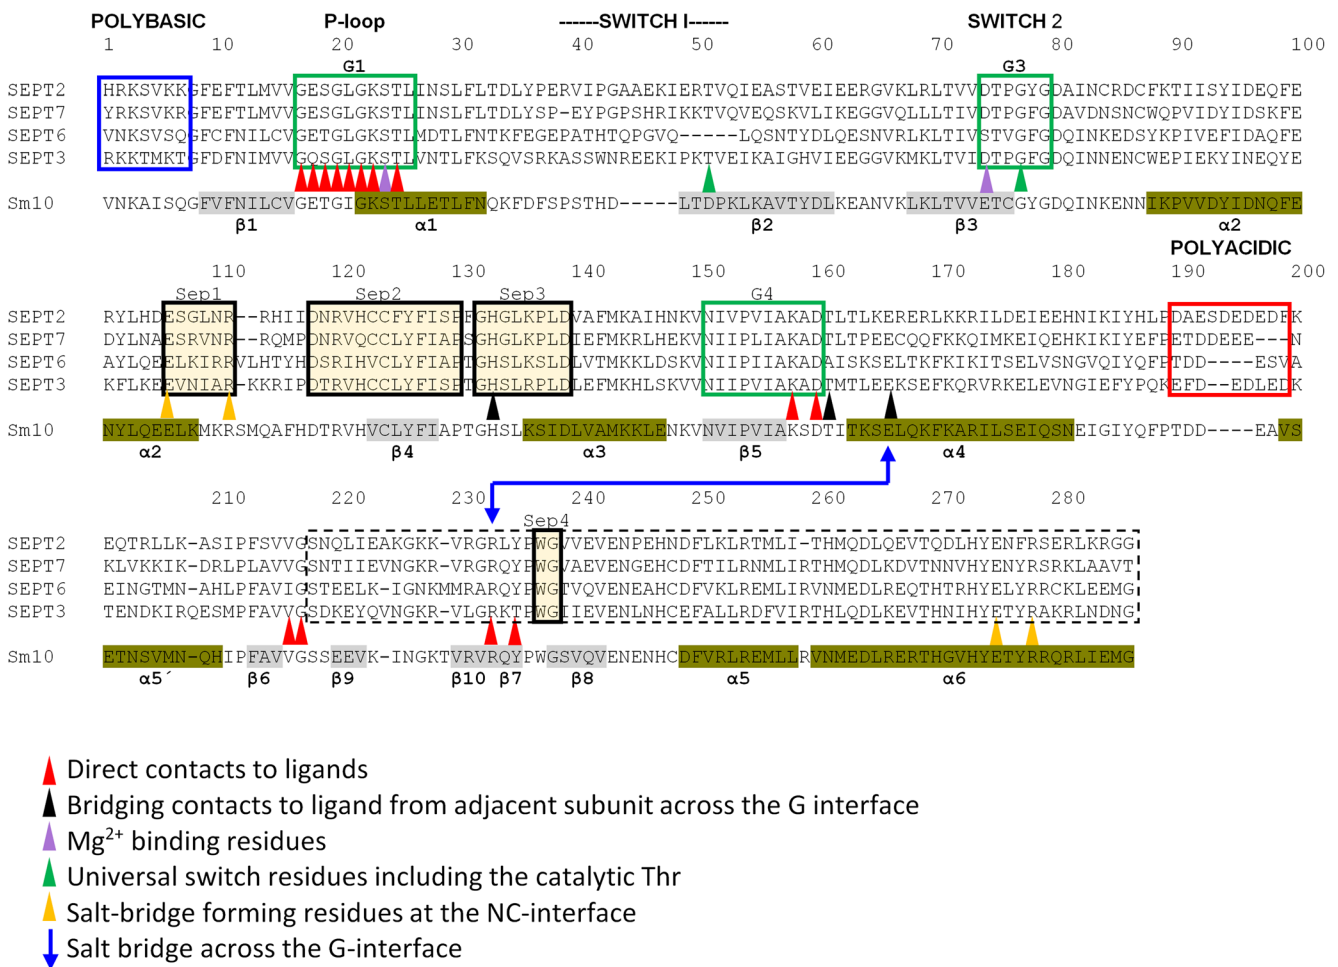 POLYBASIC P-loop ------SWITCH I------ SWITCH 2
1 10 20 30 40 50 60 70 80 90 100
G1 G3
SEPT2 HRKSVKKGFEFTLMVVGESGLGKSTLINSLFLTDLYPERVIPGAAEKIERTVQIEASTVEIEERGVKLRLTVVDTPGYGDAINCRDCFKTIISYIDEQFE
SEPT7 YRKSVKRGFEFTLMVVGESGLGKSTLINSLFLTDLYSP-EYPGPSHRIKKTVQVEQSKVLIKEGGVQLLLTIVDTPGFGDAVDNSNCWQPVIDYIDSKFE
SEPT6 VNKSVSQGFCFNILCVGETGLGKSTLMDTLFNTKFEGEPATHTQPGVQ-----LQSNTYDLQESNVRLKLTIVSTVGFGDQINKEDSYKPIVEFIDAQFE
SEPT3 RKKTMKTGFDFNIMVVGQSGLGKSTLVNTLFKSQVSRKASSWNREEKIPKTVEIKAIGHVIEEGGVKMKLTVIDTPGFGDQINNENCWEPIEKYINEQYE
Sm10 VNKAISQGFVFNILCVGETGIGKSTLLETLFNQKFDFSPSTHD-----LTDPKLKAVTYDLKEANVKLKLTVVETCGYGDQINKENNIKPVVDYIDNQFE
β1 α1 β2 β3 α2
POLYACIDIC
110 120 130 140 150 160 170 180 190 200
Sep1 Sep2 Sep3 G4
SEPT2 RYLHDESGLNR--RHIIDNRVHCCFYFISPFGHGLKPLDVAFMKAIHNKVNIVPVIAKADTLTLKERERLKKRILDEIEEHNIKIYHLPDAESDEDEDFK
SEPT7 DYLNAESRVNR--RQMPDNRVQCCLYFIAPSGHGLKPLDIEFMKRLHEKVNIIPLIAKADTLTPEECQQFKKQIMKEIQEHKIKIYEFPETDDEEE---N
SEPT6 AYLQEELKIRRVLHTYHDSRIHVCLYFIAPTGHSLKSLDLVTMKKLDSKVNIIPIIAKADAISKSELTKFKIKITSELVSNGVQIYQFPTDD----ESVA
SEPT3 KFLKEEVNIAR-KKRIPDTRVHCCLYFISPTGHSLRPLDLEFMKHLSKVVNIIPVIAKADTMTLEEKSEFKQRVRKELEVNGIEFYPQKEFD--EDLEDK
Sm10 NYLQEELKMKRSMQAFHDTRVHVCLYFIAPTGHSLKSIDLVAMKKLENKVNVIPVIAKSDTITKSELQKFKARILSEIQSNEIGIYQFPTDD----EAVS
α2 β4 α3 β5 α4
210 220 230 240 250 260 270 280
Sep4
SEPT2 EQTRLLK-ASIPFSVVGSNQLIEAKGKK-VRGRLYPWGVVEVENPEHNDFLKLRTMLI-THMQDLQEVTQDLHYENFRSERLKRGG
SEPT7 KLVKKIK-DRLPLAVVGSNTIIEVNGKR-VRGRQYPWGVAEVENGEHCDFTILRNMLIRTHMQDLKDVTNNVHYENYRSRKLAAVT
SEPT6 EINGTMN-AHLPFAVIGSTEELK-IGNKMMRARQYPWGTVQVENEAHCDFVKLREMLIRVNMEDLREQTHTRHYELYRRCKLEEMG
SEPT3 TENDKIRQESMPFAVVGSDKEYQVNGKR-VLGRKTPWGIIEVENLNHCEFALLRDFVIRTHLQDLKEVTHNIHYETYRAKRLNDNG
Sm10 ETNSVMN-QHIPFAVVGSSEEVK-INGKTVRVRQYPWGSVQVENENHCDFVRLREMLLRVNMEDLRERTHGVHYETYRRQRLIEMG
α5´ β6 β9 β10 β7 β8 α5 α6
Direct contacts to ligands
Bridging contacts to ligand from adjacent subunit across the G interface
Mg2+ binding residues
Universal switch residues including the catalytic Thr
Salt-bridge forming residues at the NC-interface
Salt bridge across the G-interface